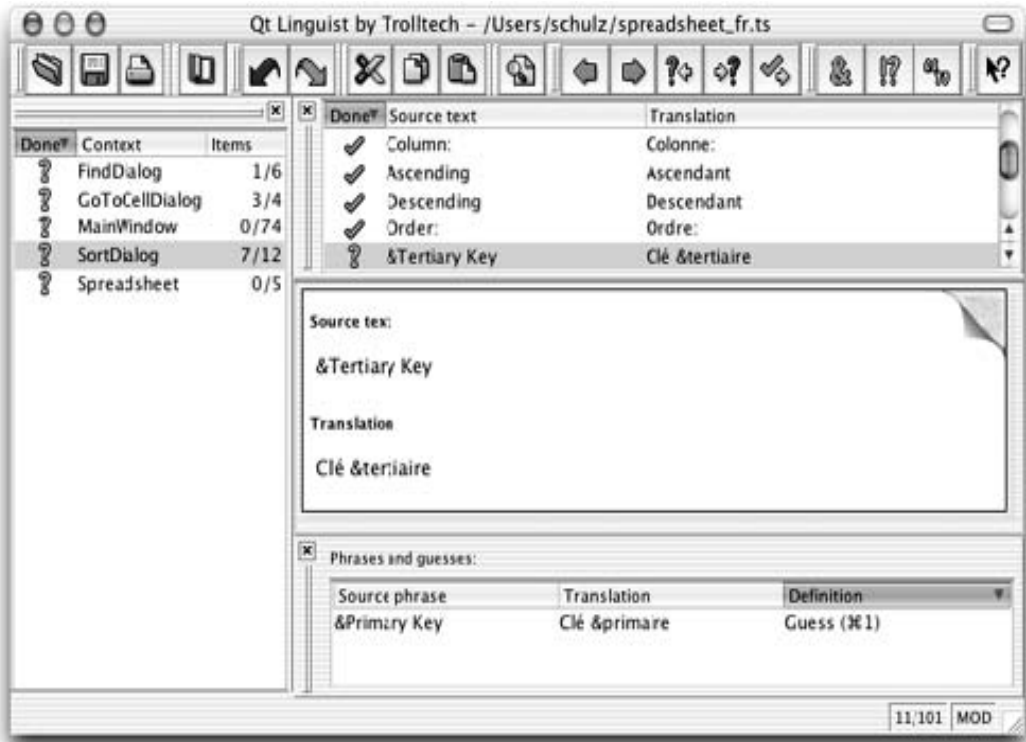 Qt Linguist by Trolltech – /Users/schulz/spreadsheet_fr.ts
Done Context Items
FindDialog 1/6
GoToCellDialog 3/4
MainWindow 0/74
SortDialog 7/12
Spreadsheet 0/5
Done Source text Translation
Column: Colonne:
Ascending Ascendant
Descending Descendant
Order: Ordre:
&Tertiary Key Clé &tertiaire
Source text
&Tertiary Key
Translation
Clé &tertiaire
Phrases and guesses:
Source phrase Translation Definition
&Primary Key Clé &primaire Guess (⌘1)
11/101 MOD